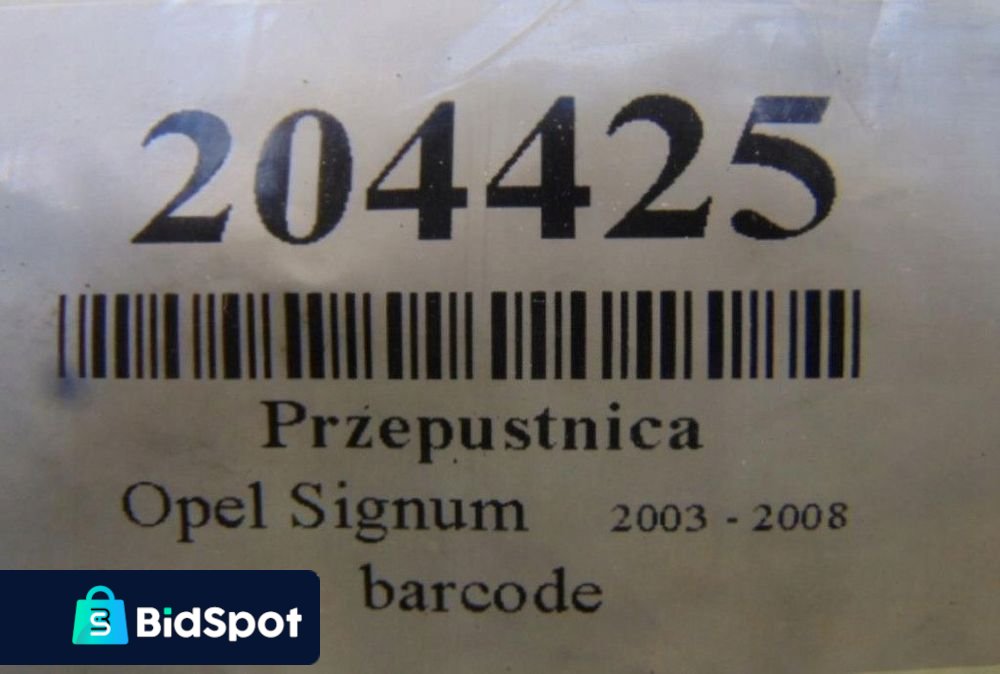 204425
Przepustnica
Opel Signum 2003 - 2008
barcode
BidSpot